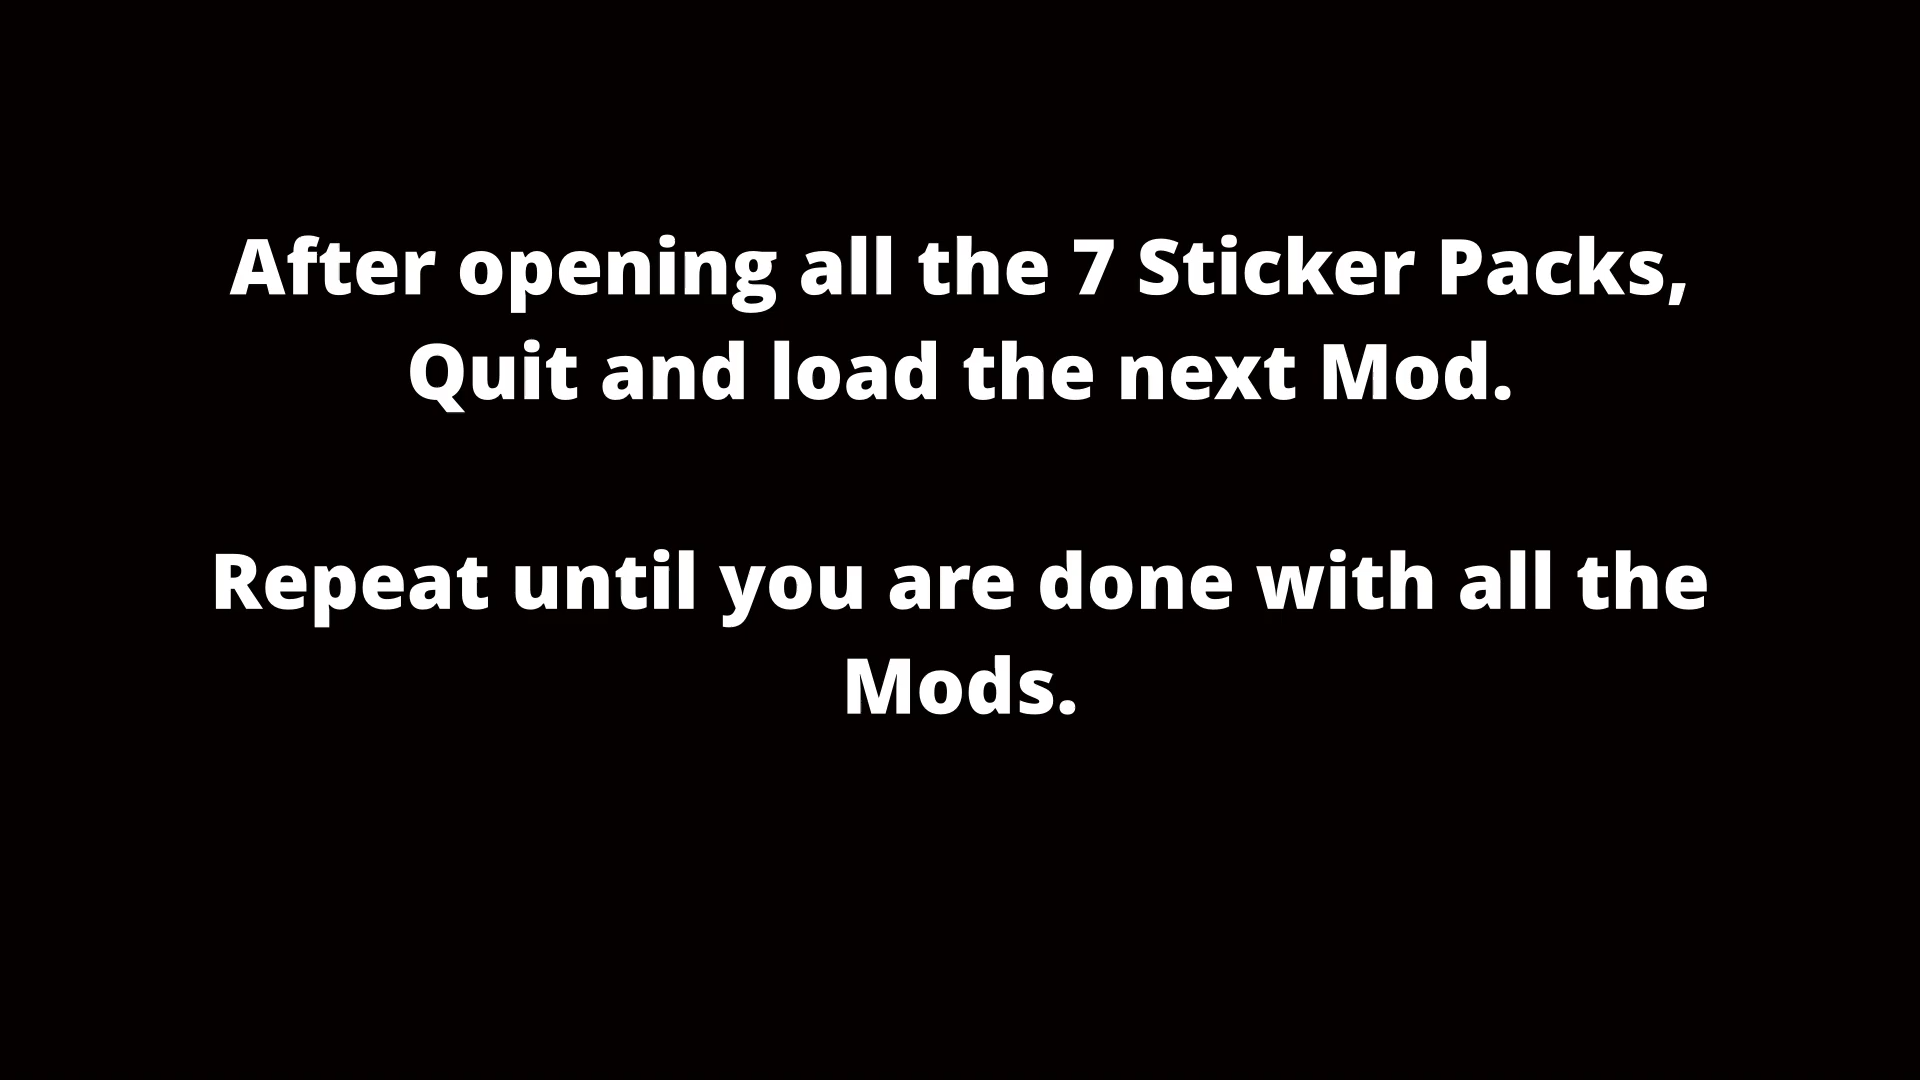 After opening all the 7 Sticker Packs,
Quit and load the next Mod.
Repeat until you are done with all the
Mods.